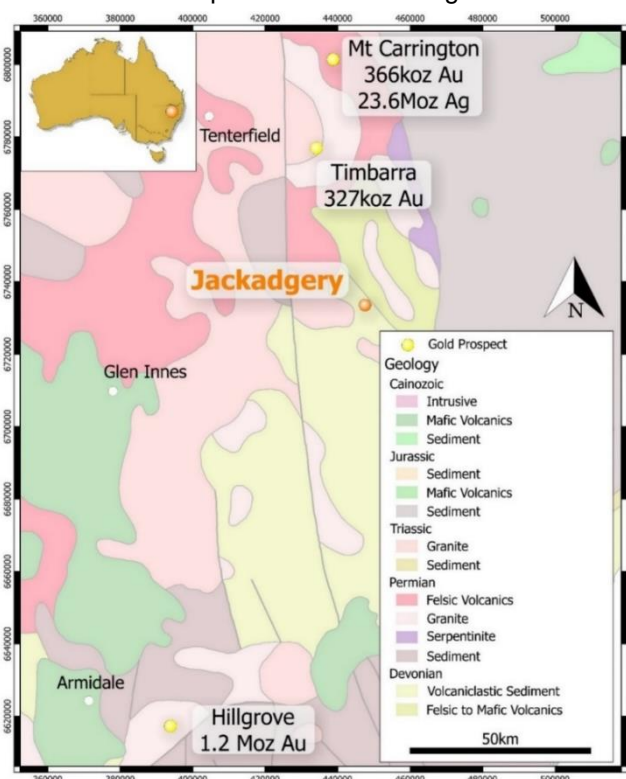 360000 380000 400000 420000 440000 460000 480000 500000
6800000
6780000
6760000
6740000
6720000
6700000
6680000
6660000
6640000
6620000
Mt Carrington
366koz Au
23.6Moz Ag
Tenterfield
Timbarra
327koz Au
Jackadgery
N
Glen Innes
Armidale
Hillgrove
1.2 Moz Au
Gold Prospect
Geology
Cainozoic
Intrusive
Mafic Volcanics
Sediment
Jurassic
Sediment
Mafic Volcanics
Sediment
Triassic
Granite
Sediment
Permian
Felsic Volcanics
Granite
Serpentinite
Sediment
Devonian
Volcaniclastic Sediment
Felsic to Mafic Volcanics
50km